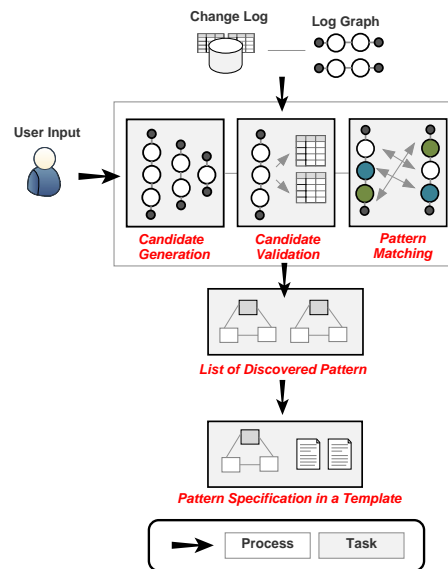 Change Log
Log Graph
User Input
Candidate
Generation
Candidate
Validation
Pattern
Matching
List of Discovered Pattern
Pattern Specification in a Template
Process
Task